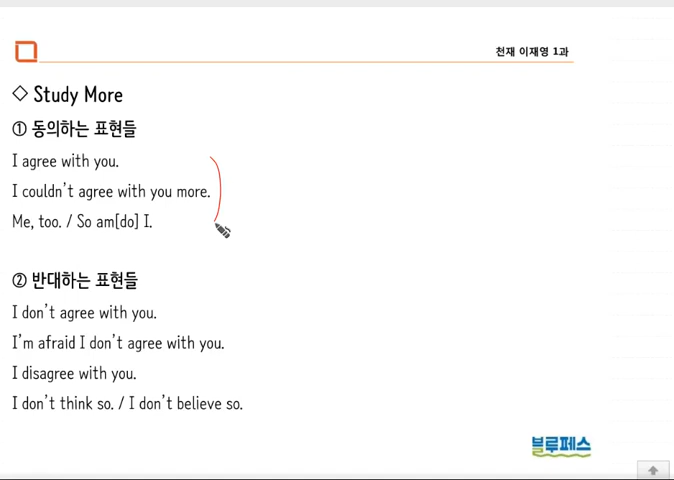 천재 이재영 1과
◇ Study More
① 동의하는 표현들
I agree with you.
I couldn't agree with you more.
Me, too. / So am[do] I.
② 반대하는 표현들
I don't agree with you.
I'm afraid I don't agree with you.
I disagree with you.
I don't think so. / I don't believe so.
블루페스